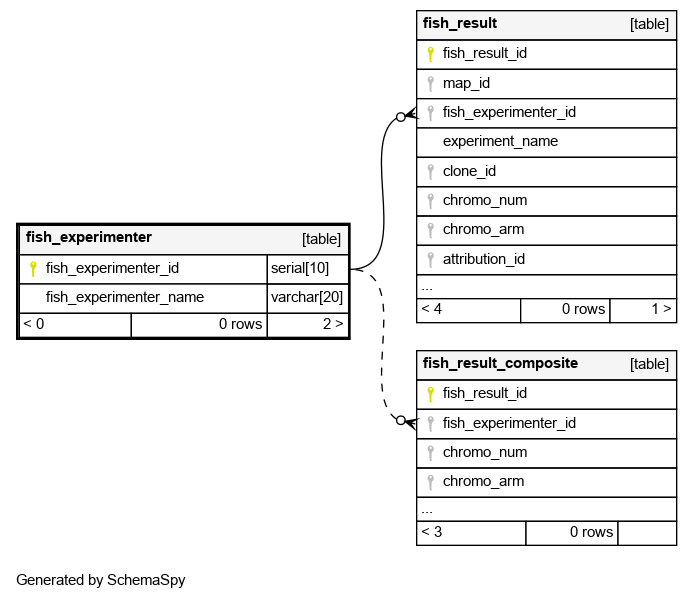 fish_result [table]
fish_result_id
map_id
fish_experimenter_id
experiment_name
clone_id
chromo_num
chromo_arm
attribution_id
...
< 4 0 rows 1 >
fish_experimenter [table]
fish_experimenter_id serial[10]
fish_experimenter_name varchar[20]
< 0 0 rows 2 >
fish_result_composite [table]
fish_result_id
fish_experimenter_id
chromo_num
chromo_arm
...
< 3 0 rows
Generated by SchemaSpy